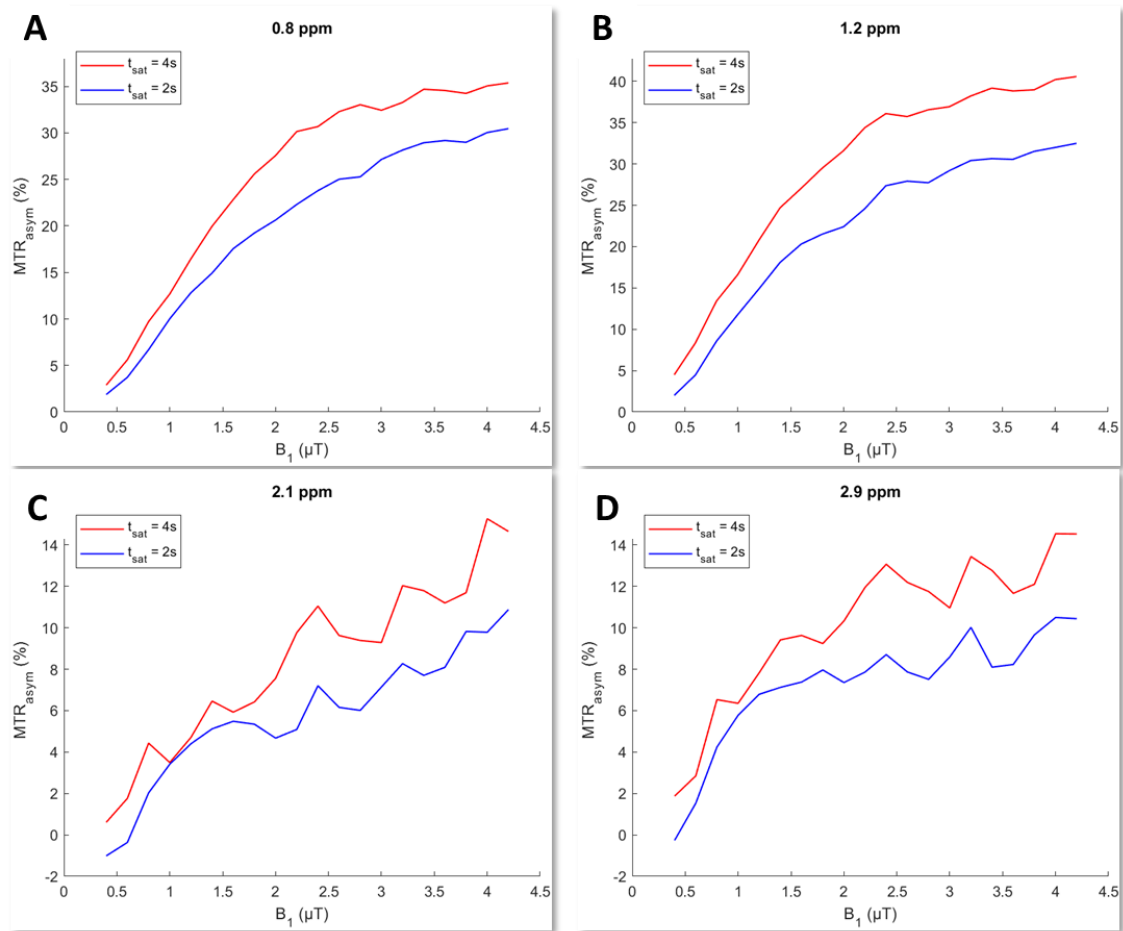 A
0.8 ppm
t_sat = 4s
t_sat = 2s
MTR_asym (%)
35
30
25
20
15
10
5
0
0 0.5 1 1.5 2 2.5 3 3.5 4 4.5
B_1 (µT)
B
1.2 ppm
t_sat = 4s
t_sat = 2s
MTR_asym (%)
40
35
30
25
20
15
10
5
0
0 0.5 1 1.5 2 2.5 3 3.5 4 4.5
B_1 (µT)
C
2.1 ppm
t_sat = 4s
t_sat = 2s
MTR_asym (%)
14
12
10
8
6
4
2
0
-2
0 0.5 1 1.5 2 2.5 3 3.5 4 4.5
B_1 (µT)
D
2.9 ppm
t_sat = 4s
t_sat = 2s
MTR_asym (%)
14
12
10
8
6
4
2
0
-2
0 0.5 1 1.5 2 2.5 3 3.5 4 4.5
B_1 (µT)